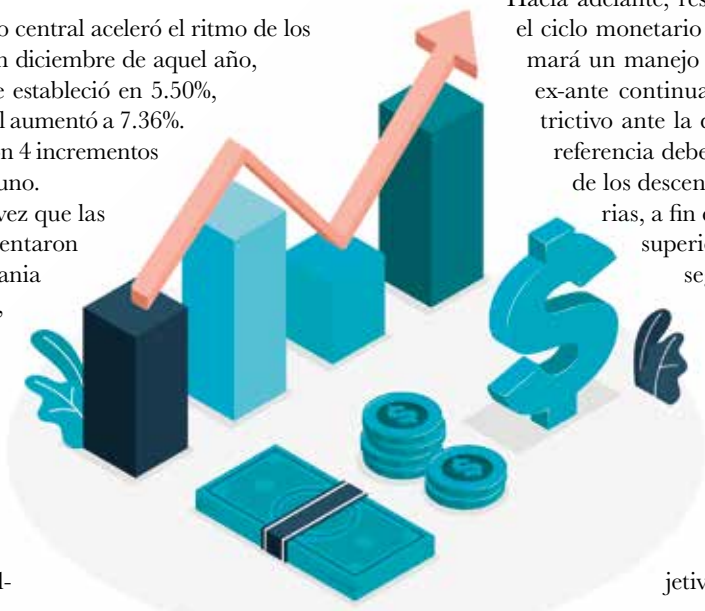 o central aceleró el ritmo de los
n diciembre de aquel año,
e estableció en 5.50%,
l aumentó a 7.36%.
n 4 incrementos
uno.
vez que las
entaron
ania
,
l-
el ciclo monetario
mará un manejo
ex-ante continua
trictivo ante la
referencia debe
de los descen
rias, a fin
superi
se
jetiv